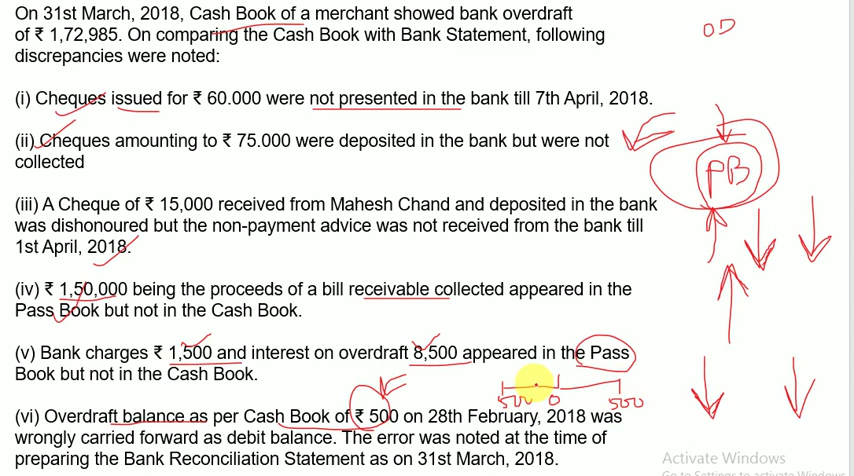 On 31st March, 2018, Cash Book of a merchant showed bank overdraft
of ₹ 1,72,985. On comparing the Cash Book with Bank Statement, following
discrepancies were noted:
OD
(i) Cheques issued for ₹ 60.000 were not presented in the bank till 7th April, 2018.
(ii) Cheques amounting to ₹ 75.000 were deposited in the bank but were not
collected
PB
(iii) A Cheque of ₹ 15,000 received from Mahesh Chand and deposited in the bank
was dishonoured but the non-payment advice was not received from the bank till
1st April, 2018.
(iv) ₹ 1,50,000 being the proceeds of a bill receivable collected appeared in the
Pass Book but not in the Cash Book.
(v) Bank charges ₹ 1,500 and interest on overdraft 8,500 appeared in the Pass
Book but not in the Cash Book.
500 0 500
(vi) Overdraft balance as per Cash Book of ₹ 500 on 28th February, 2018 was
wrongly carried forward as debit balance. The error was noted at the time of
preparing the Bank Reconciliation Statement as on 31st March, 2018.
Activate Windows